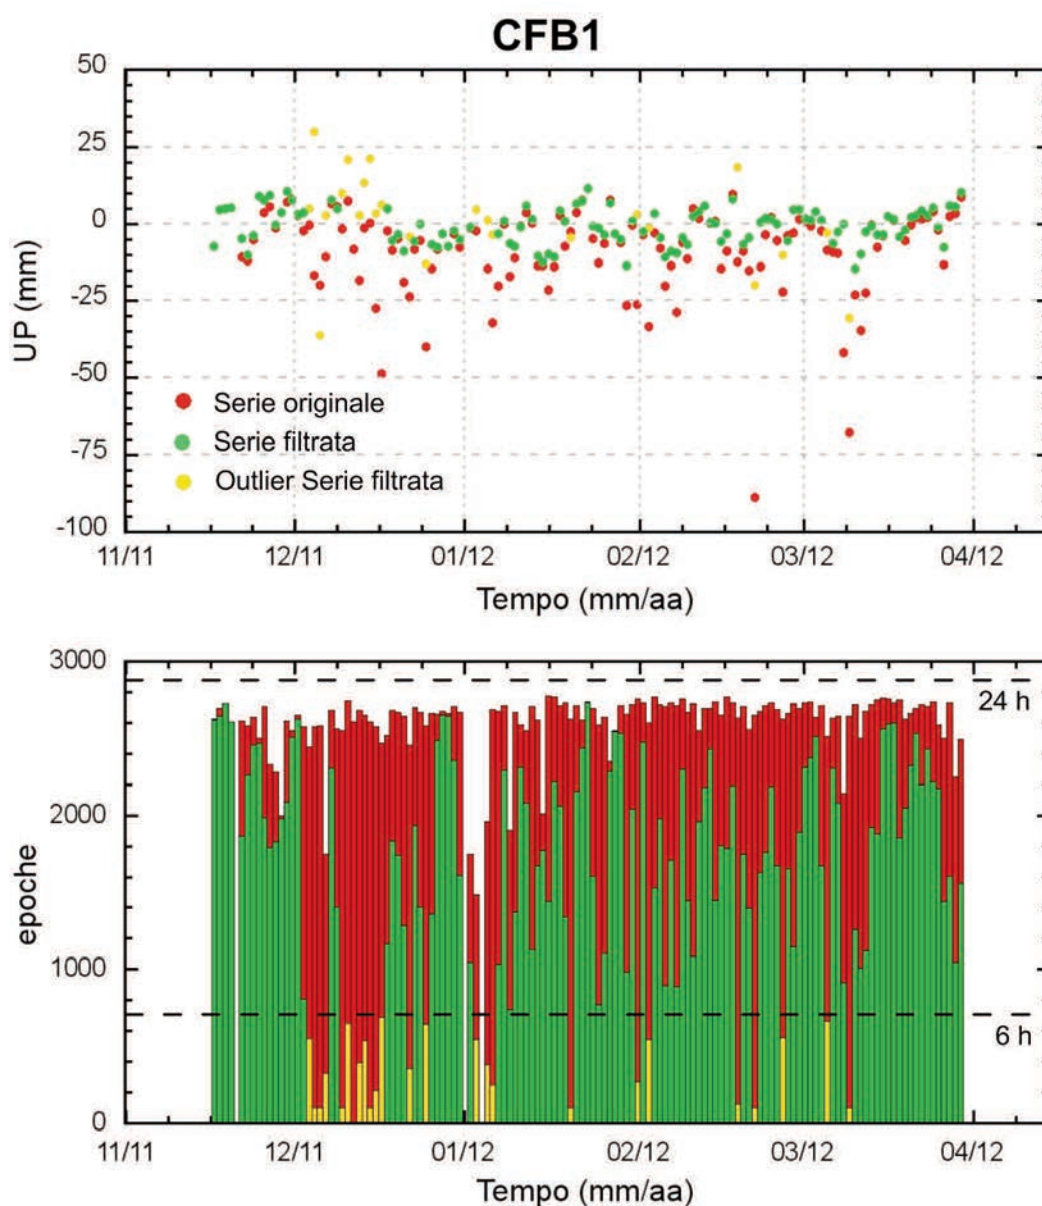 CFB1
50
25
0
-25
-50
-75
-100
UP (mm)
Serie originale
Serie filtrata
Outlier Serie filtrata
11/11 12/11 01/12 02/12 03/12 04/12
Tempo (mm/aa)
3000
2000
1000
0
epoche
24 h
6 h
11/11 12/11 01/12 02/12 03/12 04/12
Tempo (mm/aa)